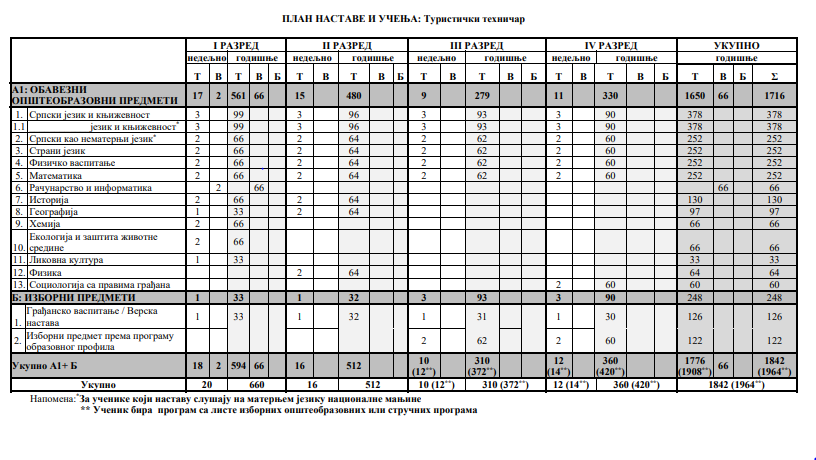 ПЛАН НАСТАВЕ И УЧЕЊА: Туристички техничар
I РАЗРЕД II РАЗРЕД III РАЗРЕД IV РАЗРЕД УКУПНО
недељно годишње недељно годишње недељно годишње недељно годишње годишње
Т В Т В Б Т В Т В Б Т В Т В Б Т В Т В Б Т В Б Σ
А1: ОБАВЕЗНИ
ОПШТЕОБРАЗОВНИ ПРЕДМЕТИ 17 2 561 66 15 480 9 279 11 330 1650 66 1716
1. Српски језик и књижевност 3 99 3 96 3 93 3 90 378 378
1.1 језик и књижевност* 3 99 3 96 3 93 3 90 378 378
2. Српски као нематерњи језик* 2 66 2 64 2 62 2 60 252 252
3. Страни језик 2 66 2 64 2 62 2 60 252 252
4. Физичко васпитање 2 66 2 64 2 62 2 60 252 252
5. Математика 2 66 2 64 2 62 2 60 252 252
6. Рачунарство и информатика 2 66 66 66
7. Историја 2 66 2 64 130 130
8. Географија 1 33 2 64 97 97
9. Хемија 2 66 66 66
10. Екологија и заштита животне
средине 2 66 66 66
11. Ликовна култура 1 33 33 33
12. Физика 2 64 64 64
13. Социологија са правима грађана 2 60 60 60
Б: ИЗБОРНИ ПРЕДМЕТИ 1 33 1 32 3 93 3 90 248 248
1. Грађанско васпитање / Верска
настава 1 33 1 32 1 31 1 30 126 126
2. Изборни предмет према програму
образовног профила 2 62 2 60 122 122
Укупно А1+ Б 18 2 594 66 16 512 10 (12**) 310 (372**) 12 (14**) 360 (420**) 1776 (1908**) 66 1842 (1964**)
Укупно 20 660 16 512 10 (12**) 310 (372**) 12 (14**) 360 (420**) 1842 (1964**)
Напомена:*За ученике који наставу слушају на матерњем језику националне мањине
** Ученик бира програм са листе изборних општеобразовних или стручних програма